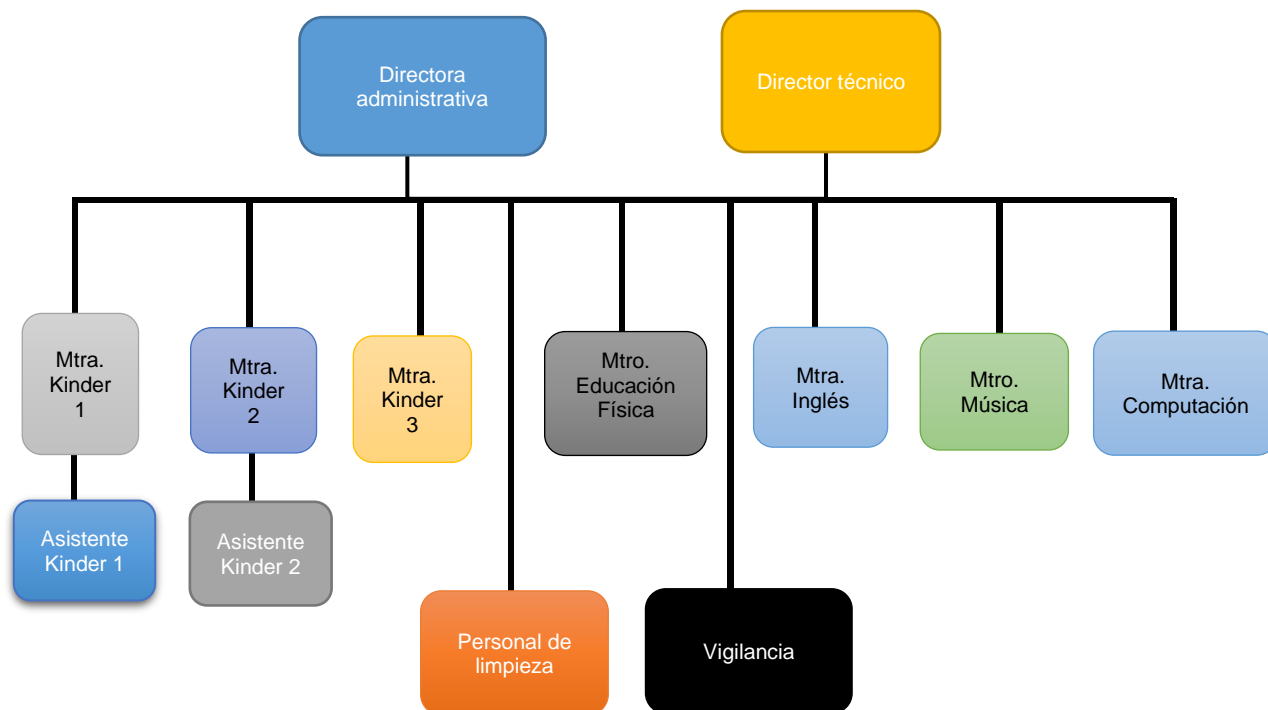 Directora
administrativa
Director técnico
Mtra.
Kinder
1
Mtra.
Kinder
2
Mtra.
Kinder
3
Mtro.
Educación
Física
Mtra.
Inglés
Mtro.
Música
Mtra.
Computación
Asistente
Kinder 1
Asistente
Kinder 2
Personal de
limpieza
Vigilancia